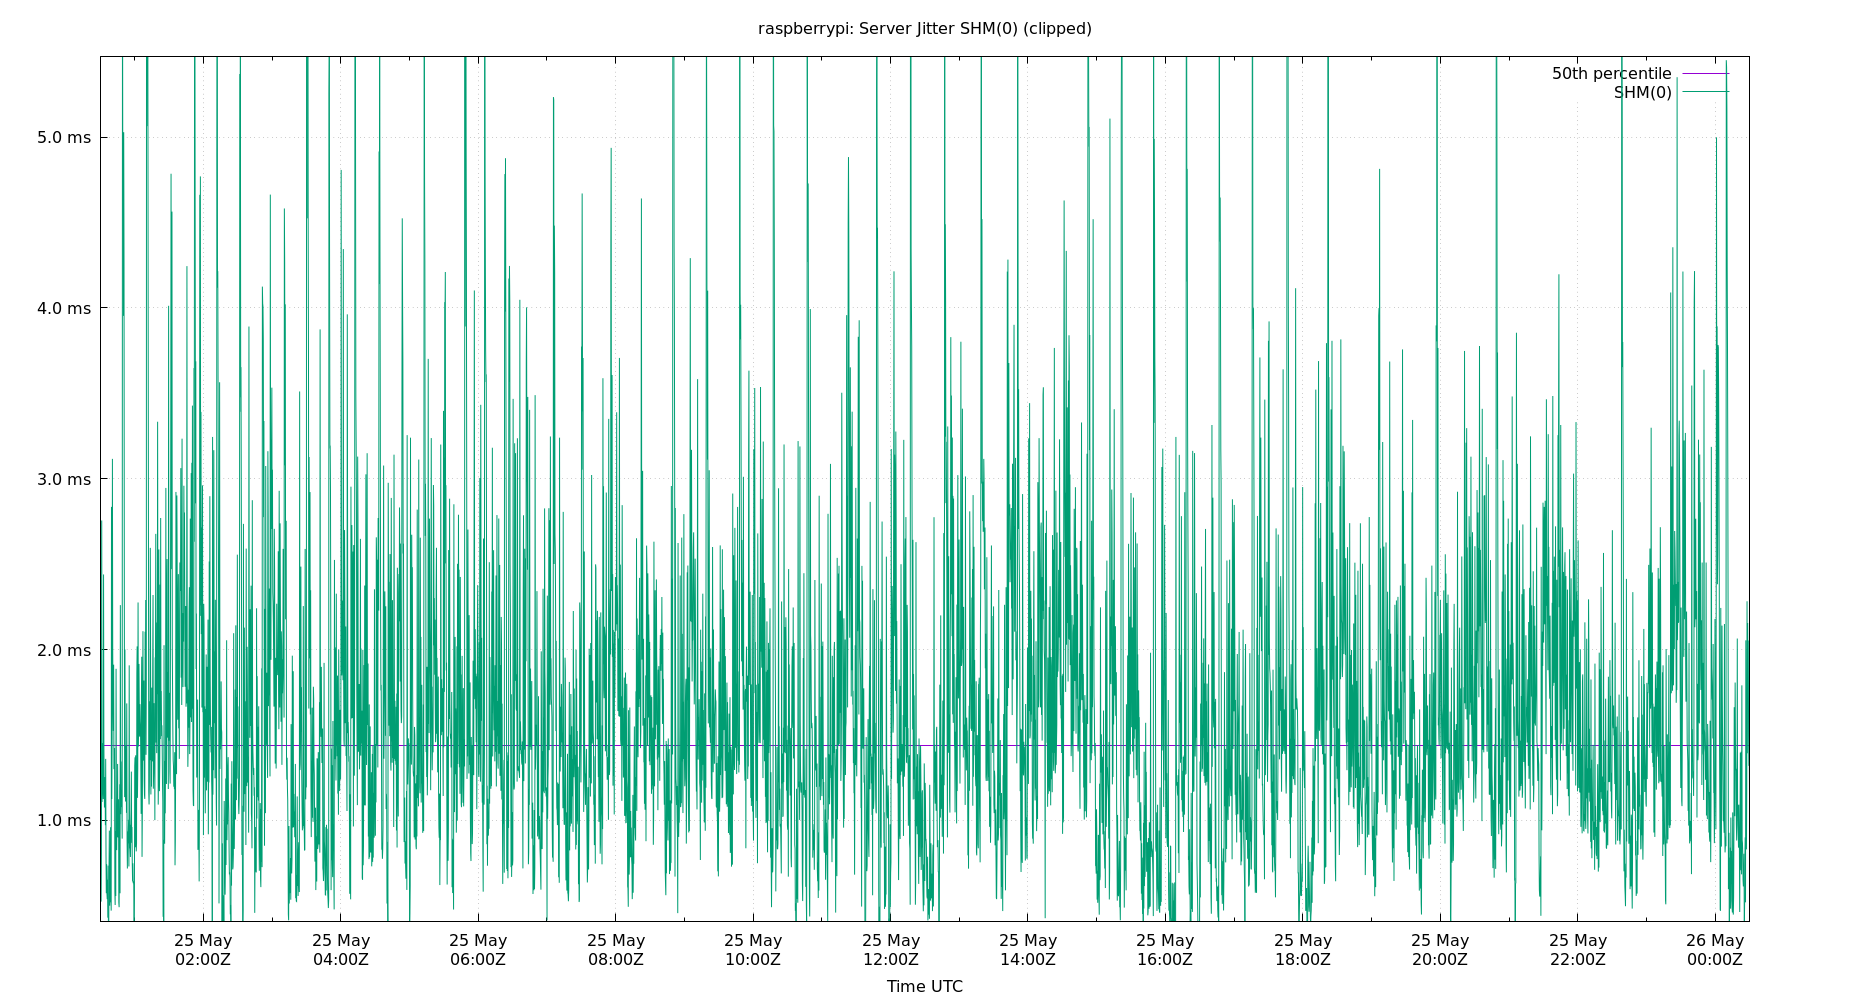 raspberrypi: Server Jitter SHM(0) (clipped)
50th percentile
SHM(0)
5.0 ms
4.0 ms
3.0 ms
2.0 ms
1.0 ms
25 May 25 May 25 May 25 May 25 May 25 May 25 May 25 May 25 May 25 May 25 May 26 May
02:00Z 04:00Z 06:00Z 08:00Z 10:00Z 12:00Z 14:00Z 16:00Z 18:00Z 20:00Z 22:00Z 00:00Z
Time UTC